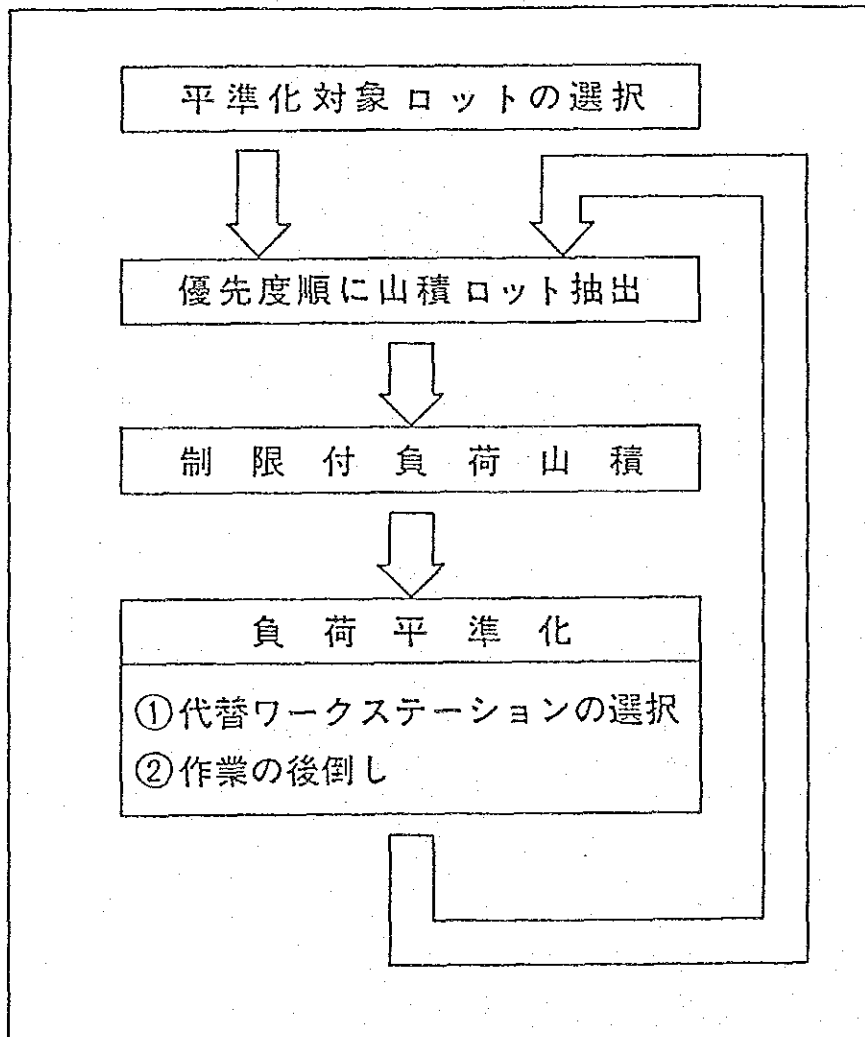 平準化対象ロットの選択
優先度順に山積ロット抽出
制限付負荷山積
負荷平準化
①代替ワークステーションの選択
②作業の後倒し